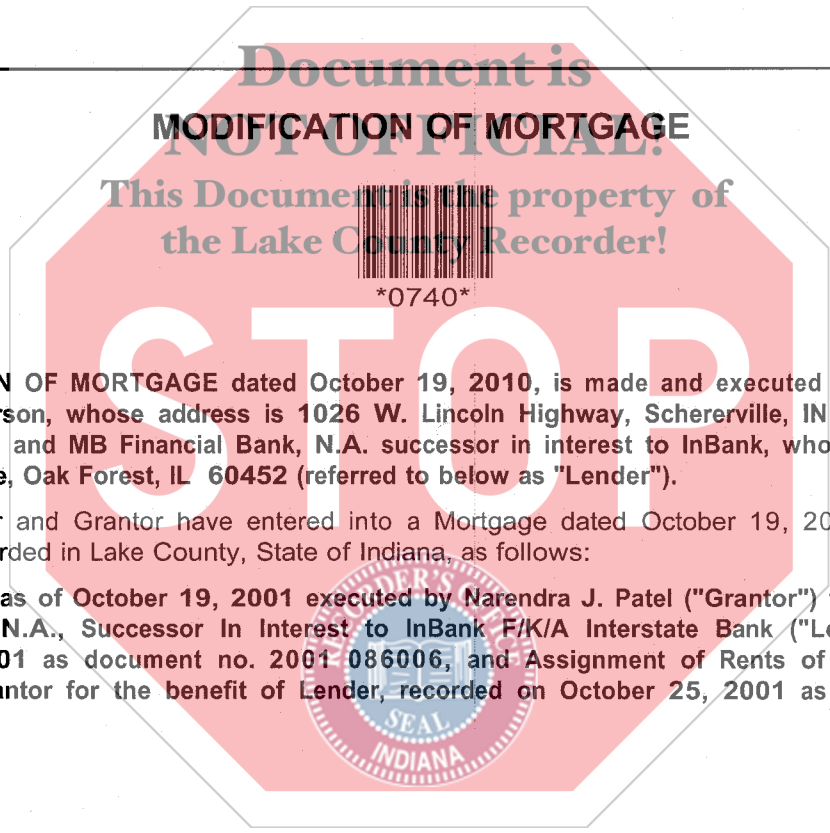 Document is
MODIFICATION OF MORTGAGE
NOT OFFICIAL!
This Document is the property of
the Lake County Recorder!
*0740*
STOP
N OF MORTGAGE dated October 19, 2010, is made and executed
rson, whose address is 1026 W. Lincoln Highway, Schererville, IN
and MB Financial Bank, N.A. successor in interest to InBank, who
e, Oak Forest, IL 60452 (referred to below as "Lender").
r and Grantor have entered into a Mortgage dated October 19, 20
rded in Lake County, State of Indiana, as follows:
as of October 19, 2001 executed by Narendra J. Patel ("Grantor")
N.A., Successor In Interest to InBank F/K/A Interstate Bank ("Le
01 as document no. 2001 086006, and Assignment of Rents of
antor for the benefit of Lender, recorded on October 25, 2001 as
RECORDER'S OFFICE
SEAL
INDIANA